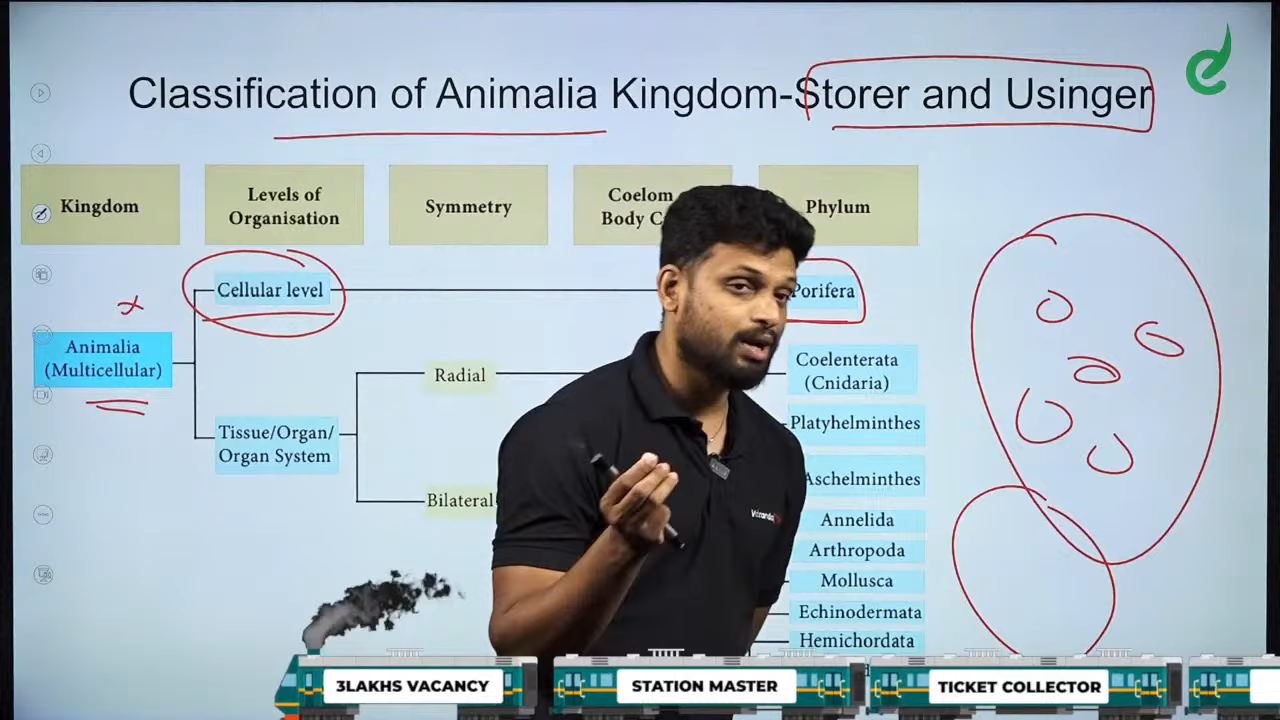 Classification of Animalia Kingdom-Storer and Usinger
Kingdom
Levels of
Organisation
Symmetry
Coelom
Body
Phylum
Cellular level
Porifera
Animalia
(Multicellular)
Radial
Coelenterata
(Cnidaria)
Tissue/Organ/
Organ System
Platyhelminthes
Aschelminthes
Bilateral
Annelida
Arthropoda
Mollusca
Echinodermata
Hemichordata
3LAKHS VACANCY
STATION MASTER
TICKET COLLECTOR